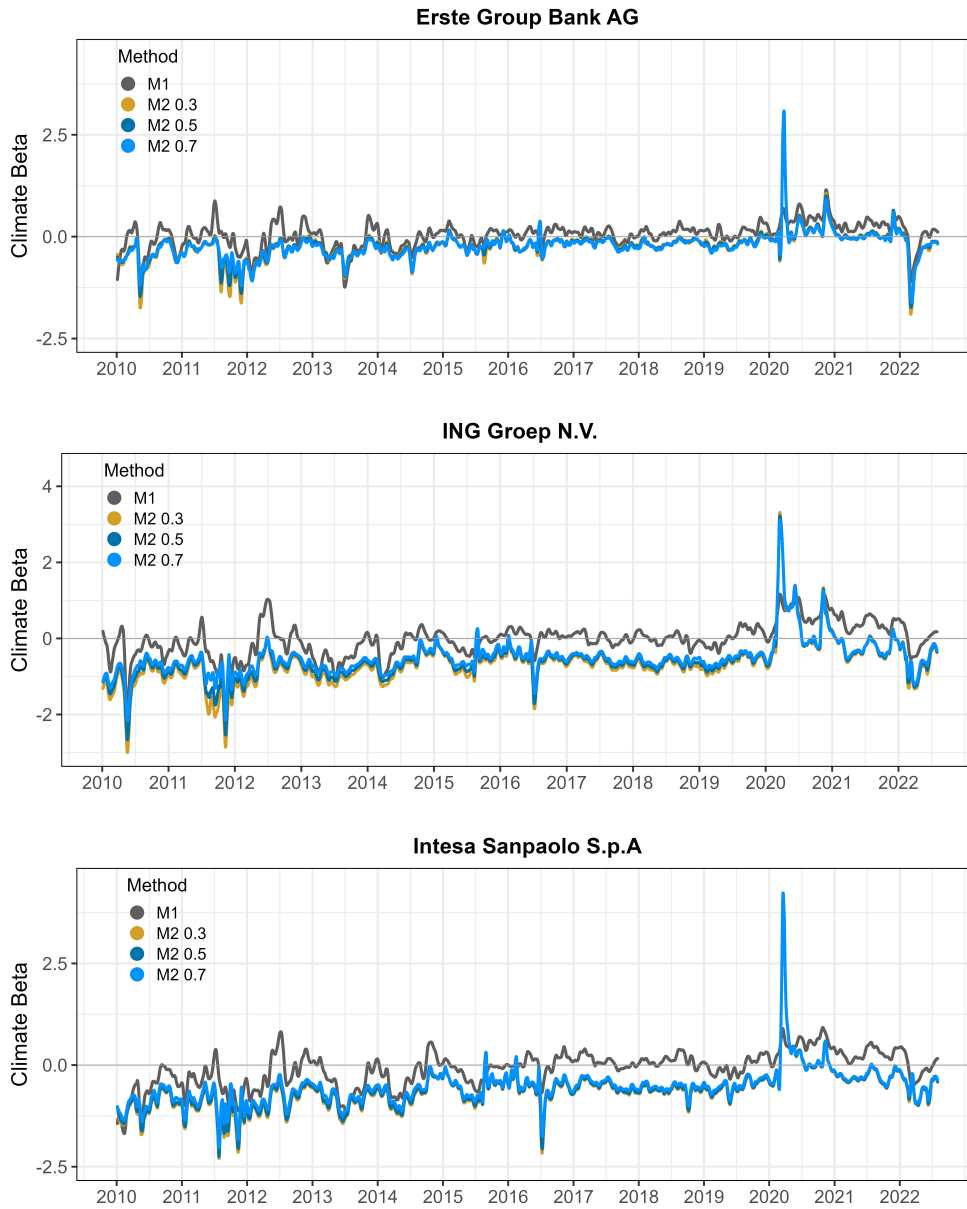 Erste Group Bank AG
Method
M1
M2 0.3
M2 0.5
M2 0.7
Climate Beta
2.5
0.0
-2.5
2010 2011 2012 2013 2014 2015 2016 2017 2018 2019 2020 2021 2022
ING Groep N.V.
Method
M1
M2 0.3
M2 0.5
M2 0.7
Climate Beta
4
2
0
-2
2010 2011 2012 2013 2014 2015 2016 2017 2018 2019 2020 2021 2022
Intesa Sanpaolo S.p.A
Method
M1
M2 0.3
M2 0.5
M2 0.7
Climate Beta
2.5
0.0
-2.5
2010 2011 2012 2013 2014 2015 2016 2017 2018 2019 2020 2021 2022